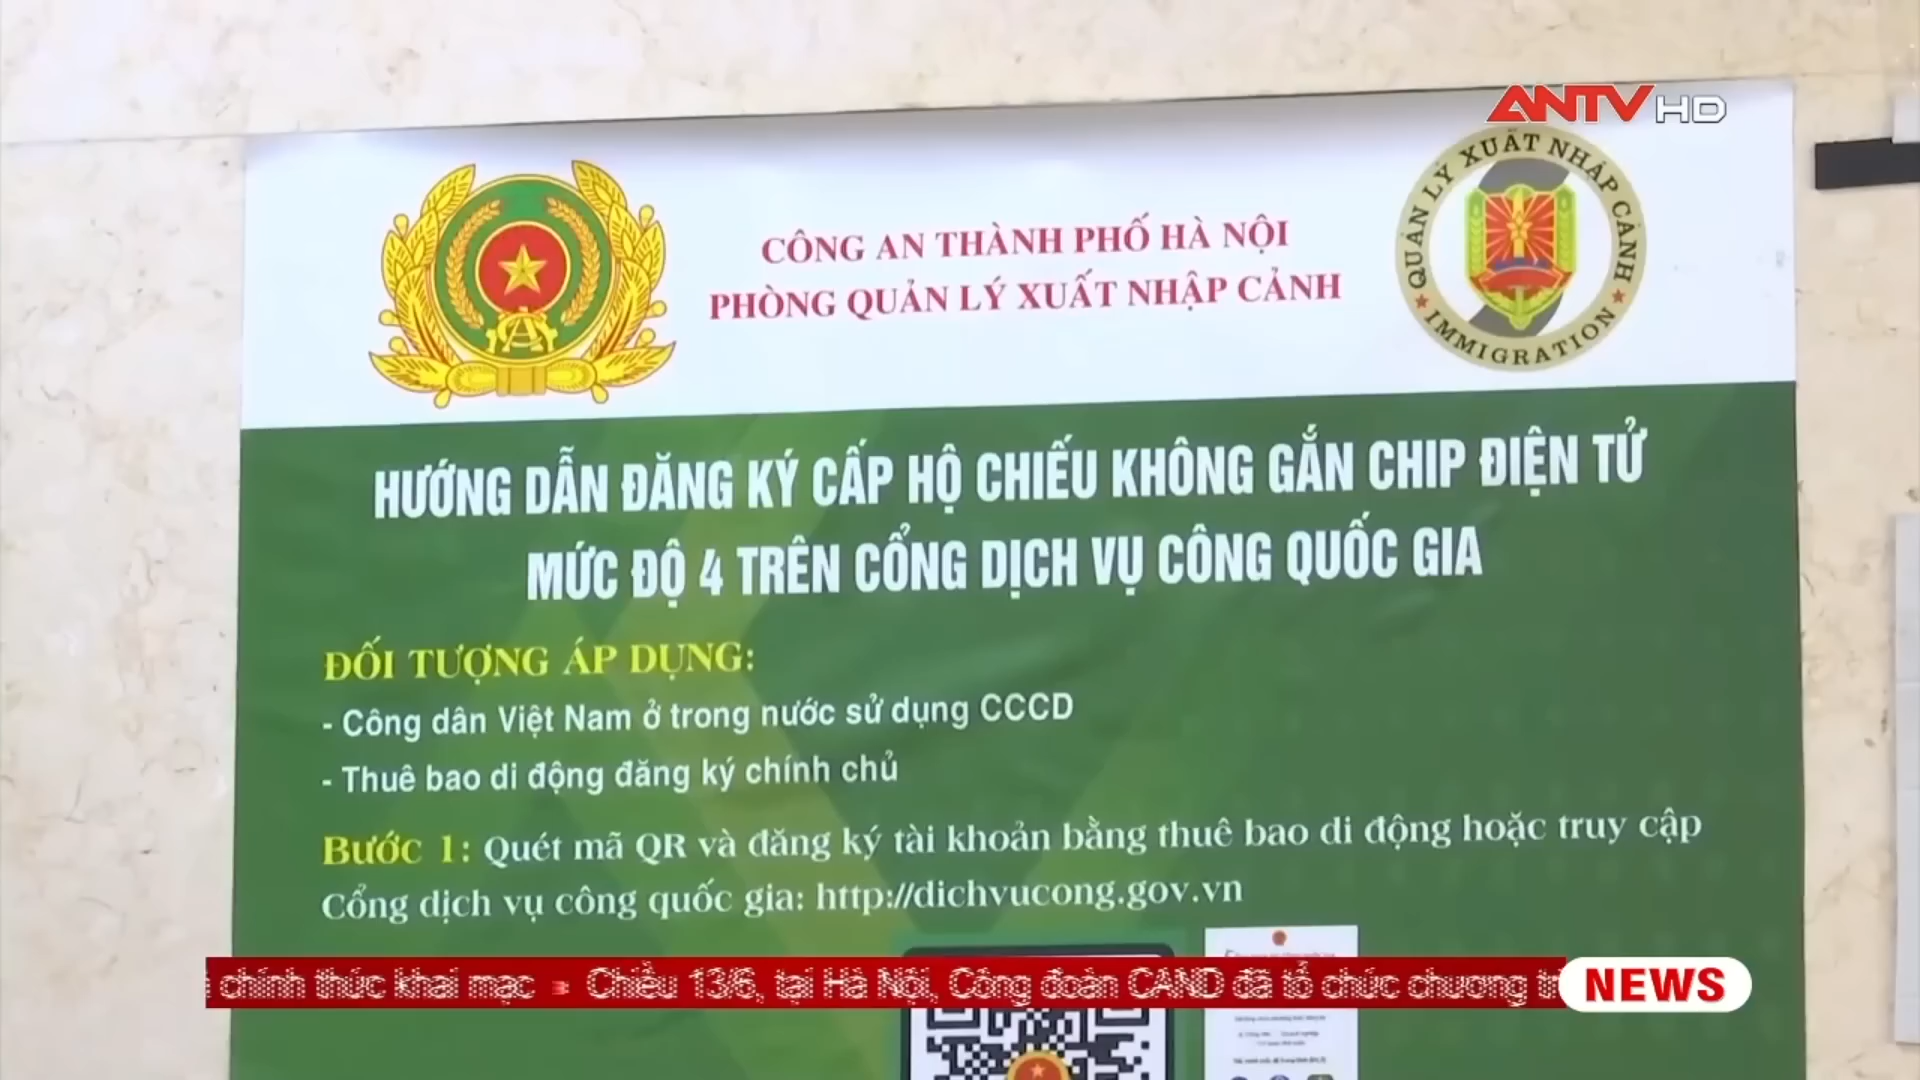 ANTV HD
QUẢN LÝ XUẤT NHẬP CẢNH
IMMIGRATION
CÔNG AN THÀNH PHỐ HÀ NỘI
PHÒNG QUẢN LÝ XUẤT NHẬP CẢNH
HƯỚNG DẪN ĐĂNG KÝ CẤP HỘ CHIẾU KHÔNG GẮN CHIP ĐIỆN TỬ
MỨC ĐỘ 4 TRÊN CỔNG DỊCH VỤ CÔNG QUỐC GIA
ĐỐI TƯỢNG ÁP DỤNG:
- Công dân Việt Nam ở trong nước sử dụng CCCD
- Thuê bao di động đăng ký chính chủ
Bước 1: Quét mã QR và đăng ký tài khoản bằng thuê bao di động hoặc truy cập
Cổng dịch vụ công quốc gia: http://dichvucong.gov.vn
chính thức khai mạc Chiều 13/6, tại Hà Nội, Công đoàn CAND đã tổ chức chương
NEWS